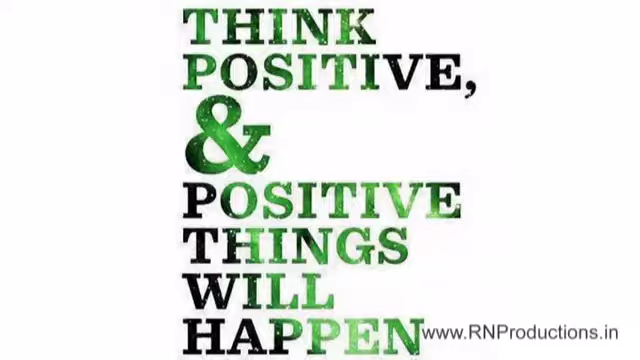 THINK
POSITIVE,
&
POSITIVE
THINGS
WILL
HAPPEN
www.RNProductions.in